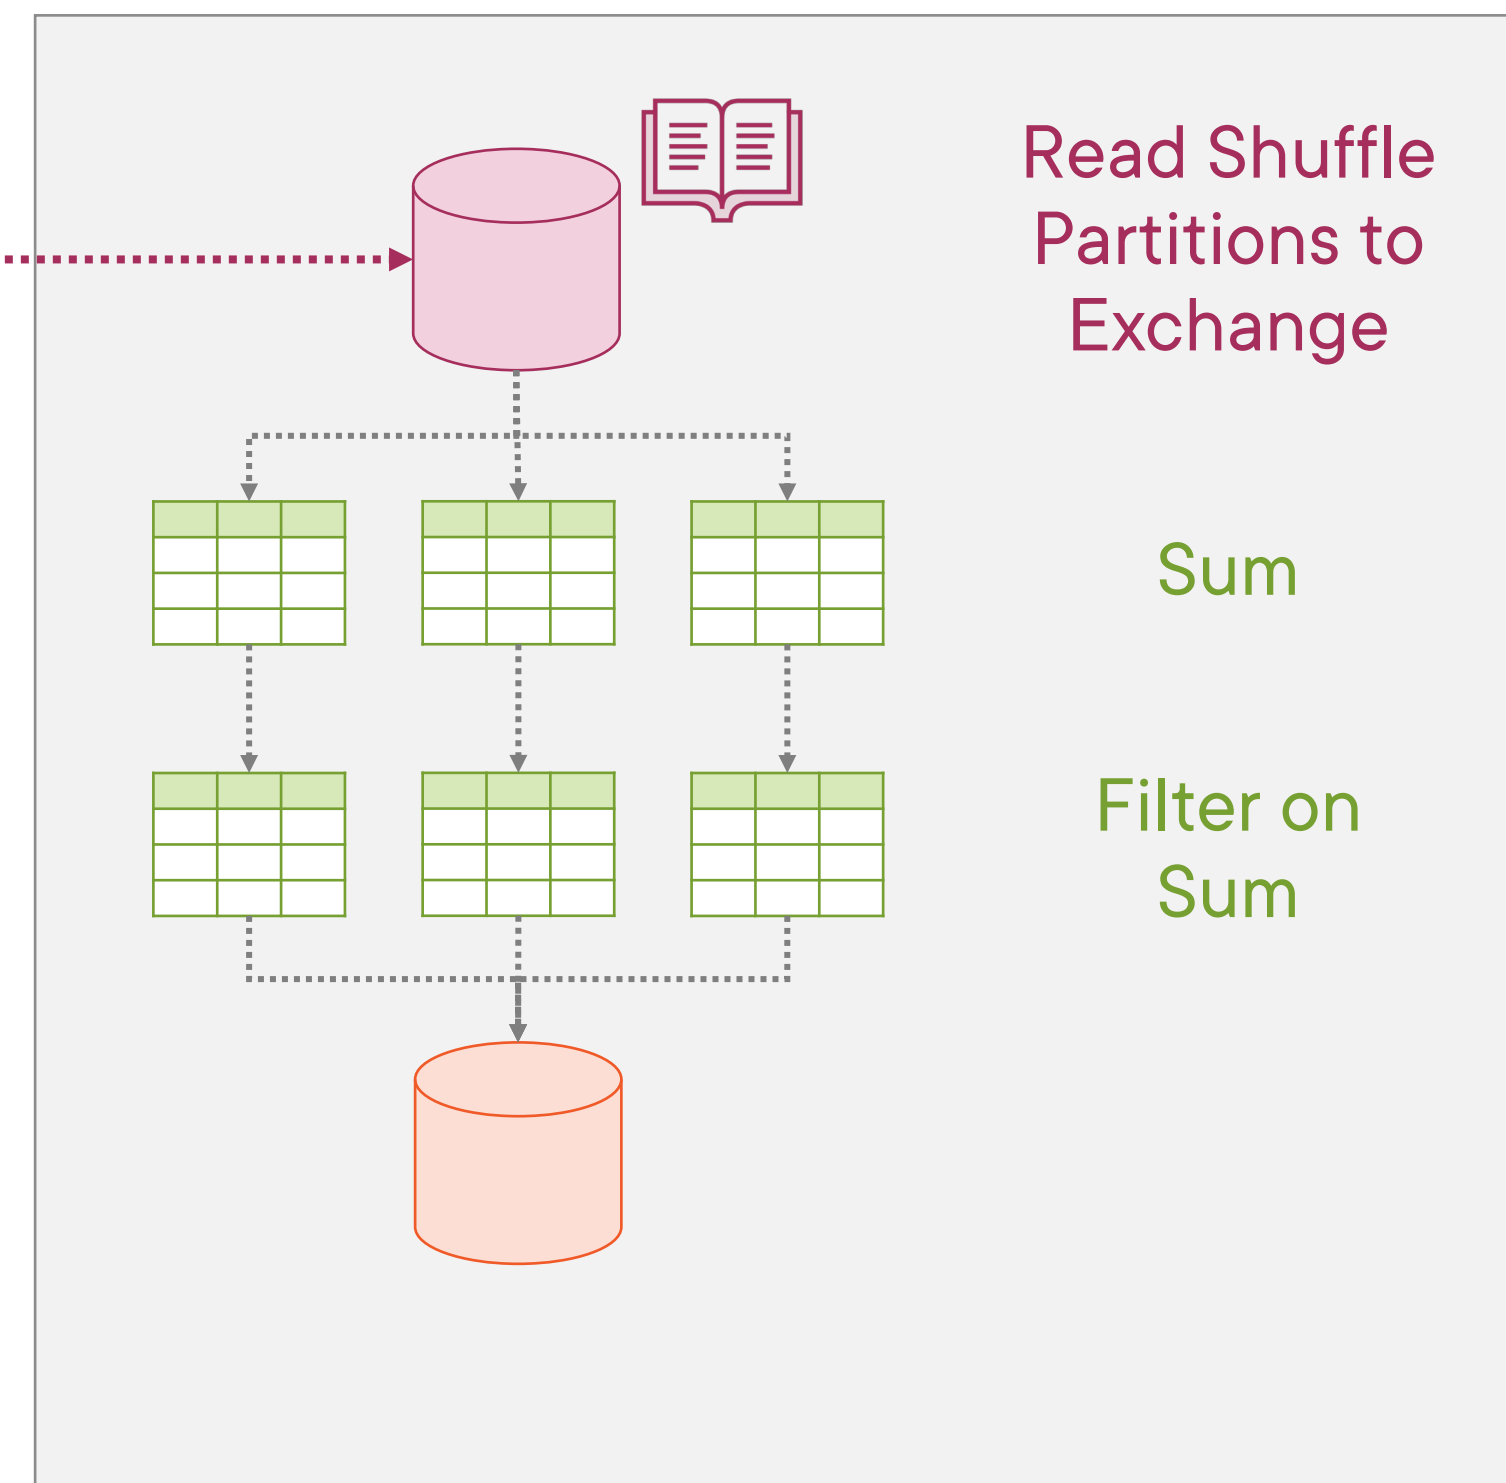 Read Shuffle
Partitions to
Exchange
Sum
Filter on
Sum